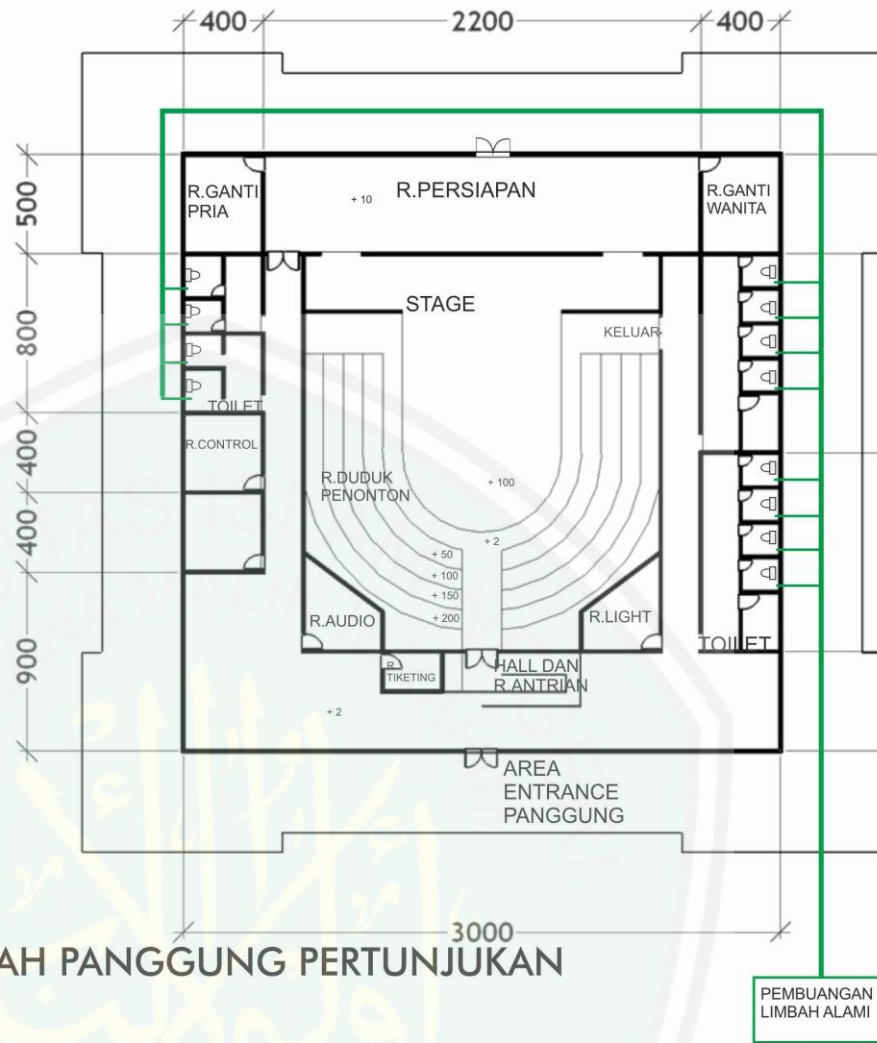 400
2200
400
500
800
400
400
900
R.GANTI
PRIA
+ 10
R.PERSIAPAN
R.GANTI
WANITA
STAGE
KELUAR
TOILET
R.CONTROL
R.DUDUK
PENONTON
+ 100
+ 2
+ 50
+ 100
+ 150
+ 200
R.AUDIO
R.LIGHT
TOILET
R.
TIKETING
HALL DAN
R.ANTRIAN
+ 2
AREA
ENTRANCE
PANGGUNG
3000
AH PANGGUNG PERTUNJUKAN
PEMBUANGAN
LIMBAH ALAMI